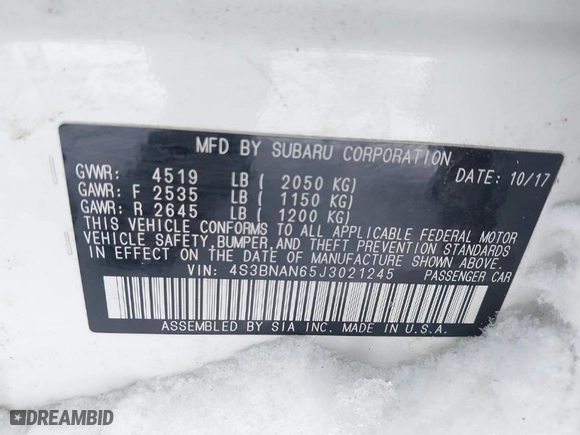 MFD BY SUBARU CORPORATION
GVWR: 4519 LB ( 2050 KG) DATE: 10/17
GAWR: F 2535 LB ( 1150 KG)
GAWR: R 2645 LB ( 1200 KG)
THIS VEHICLE CONFORMS TO ALL APPLICABLE FEDERAL MOTOR
VEHICLE SAFETY, BUMPER, AND THEFT PREVENTION STANDARDS
IN EFFECT ON THE DATE OF MANUFACTURE SHOWN ABOVE.
VIN: 4S3BNAN65J3021245 PASSENGER CAR
ASSEMBLED BY SIA INC. MADE IN U.S.A.
DREAMBID